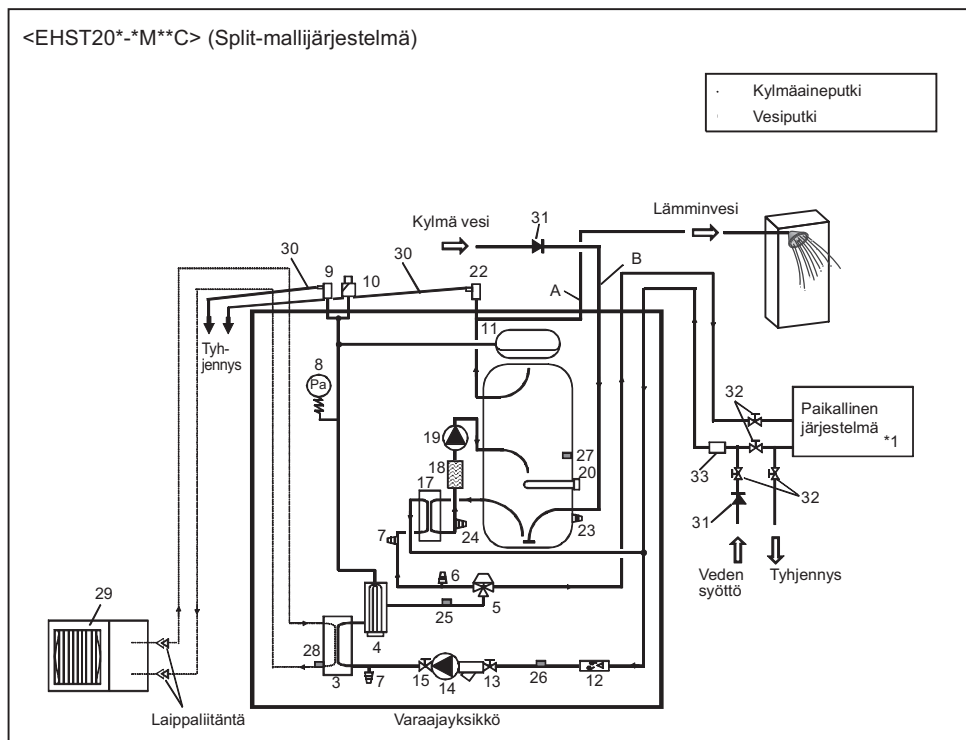 <EHST20*-*M**C> (Split-mallijärjestelmä)
Kylmäaineputki
Vesiputki
Kylmä vesi
31
Lämminvesi
B
A
30
9
10
30
22
11
Tyh-
jennys
8
Pa
32
Paikallinen
järjestelmä
*1
19
27
18
20
17
33
32
7
24
23
31
6
5
25
Veden
syöttö
Tyhjennys
29
28
4
3
7
15
14
13
26
12
Laippaliitäntä
Varaajayksikkö